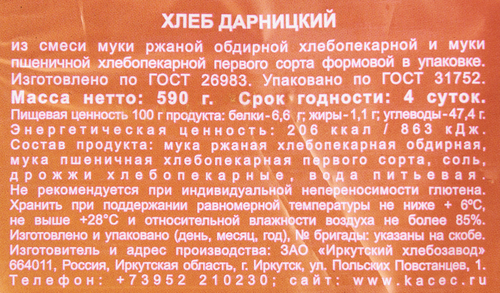 ХЛЕБ ДАРНИЦКИЙ
из смеси муки ржаной обдирной хлебопекарной и муки
пшеничной хлебопекарной первого сорта формовой в упаковке.
Изготовлено по ГОСТ 26983. Упаковано по ГОСТ 31752.
Масса нетто: 590 г. Срок годности: 4 суток.
Пищевая ценность 100 г продукта: белки-6,6 г; жиры-1,1 г; углеводы-47,4 г.
Энергетическая ценность: 206 ккал / 863 кДж.
Состав продукта: мука ржаная хлебопекарная обдирная,
мука пшеничная хлебопекарная первого сорта, соль,
дрожжи хлебопекарные, вода питьевая.
Не рекомендуется при индивидуальной непереносимости глютена.
Хранить при поддержании равномерной температуры не ниже + 6ºС,
не выше +28°С и относительной влажности воздуха не более 85%.
Изготовлено и упаковано (день, месяц, год), № бригады: указаны на скобе.
Изготовитель и адрес производства: ЗАО «Иркутский хлебозавод»
664011, Россия, Иркутская область, г. Иркутск, ул. Польских Повстанцев, 1.
Телефон: +73952 210230; сайт: www.kacec.ru